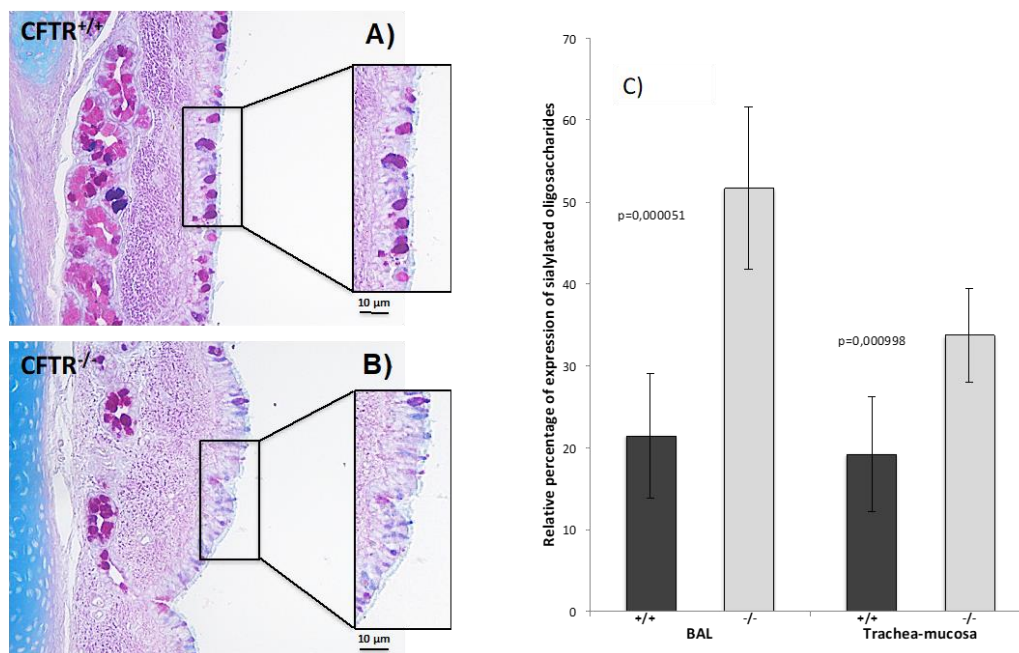 CFTR+/+
A)
10 µm
CFTR-/-
B)
10 µm
C)
Relative percentage of expression of sialylated oligosaccharides
70
60
50
40
30
20
10
0
p=0,000051
p=0,000998
+/+ -/- +/+ -/-
BAL Trachea-mucosa